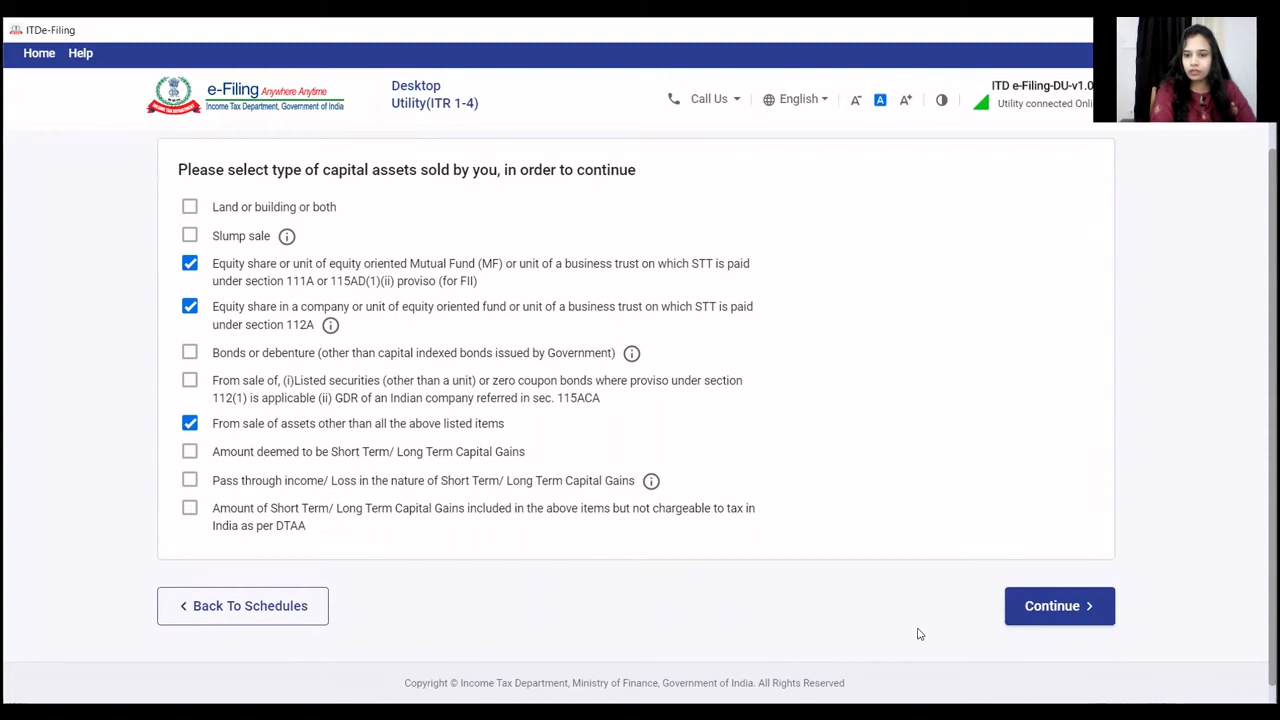 ITDe-Filing
Home Help
e-Filing Anywhere Anytime
Income Tax Department, Government of India
Desktop
Utility(ITR 1-4)
Call Us
English
A- A A+
ITD e-Filing-DU-v1.0
Utility connected Onli
Please select type of capital assets sold by you, in order to continue
Land or building or both
Slump sale
Equity share or unit of equity oriented Mutual Fund (MF) or unit of a business trust on which STT is paid
under section 111A or 115AD(1)(ii) proviso (for FII)
Equity share in a company or unit of equity oriented fund or unit of a business trust on which STT is paid
under section 112A
Bonds or debenture (other than capital indexed bonds issued by Government)
From sale of, (i)Listed securities (other than a unit) or zero coupon bonds where proviso under section
112(1) is applicable (ii) GDR of an Indian company referred in sec. 115ACA
From sale of assets other than all the above listed items
Amount deemed to be Short Term/ Long Term Capital Gains
Pass through income/ Loss in the nature of Short Term/ Long Term Capital Gains
Amount of Short Term/ Long Term Capital Gains included in the above items but not chargeable to tax in
India as per DTAA
Back To Schedules
Continue
Copyright © Income Tax Department, Ministry of Finance, Government of India. All Rights Reserved